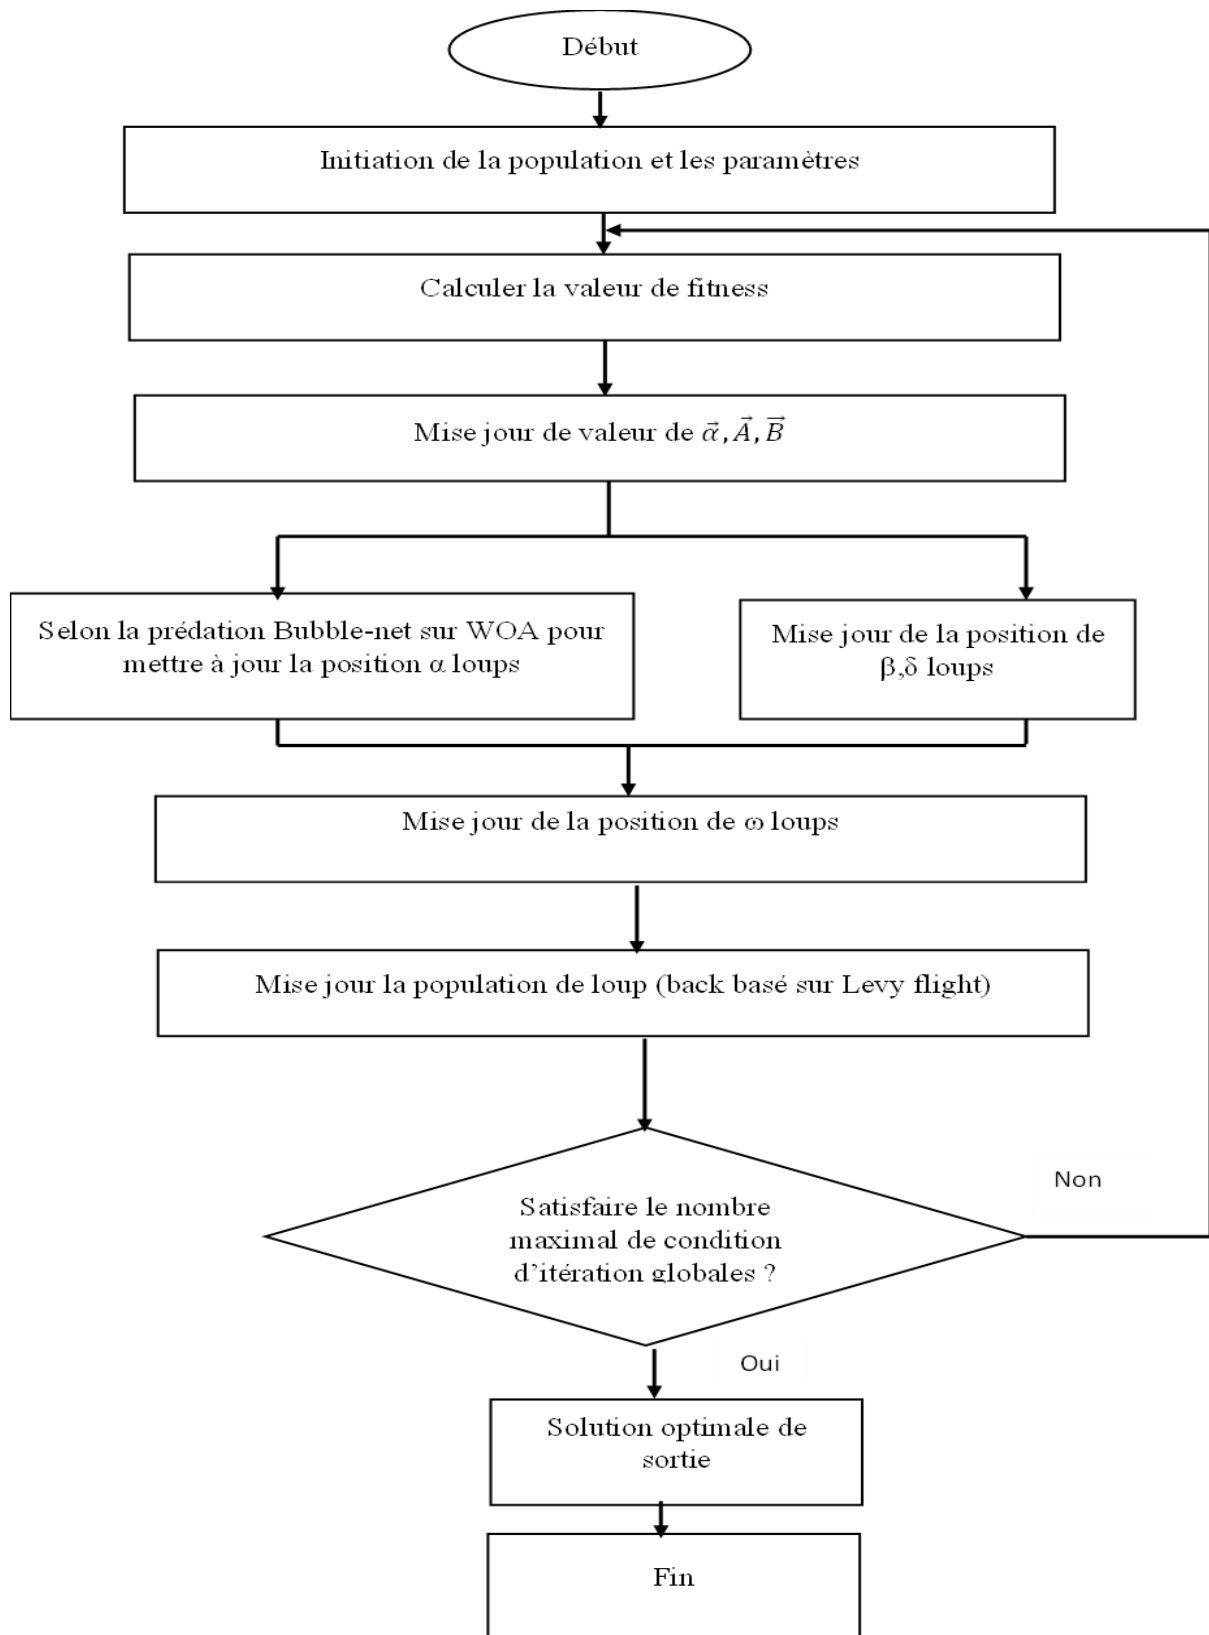 Début
Initiation de la population et les paramètres
Calculer la valeur de fitness
Mise jour de valeur de α⃗, A⃗, B⃗
Selon la prédation Bubble-net sur WOA pour
mettre à jour la position α loups
Mise jour de la position de
β,δ loups
Mise jour de la position de ω loups
Mise jour la population de loup (back basé sur Levy flight)
Satisfaire le nombre
maximal de condition
d’itération globales ?
Non
Oui
Solution optimale de
sortie
Fin